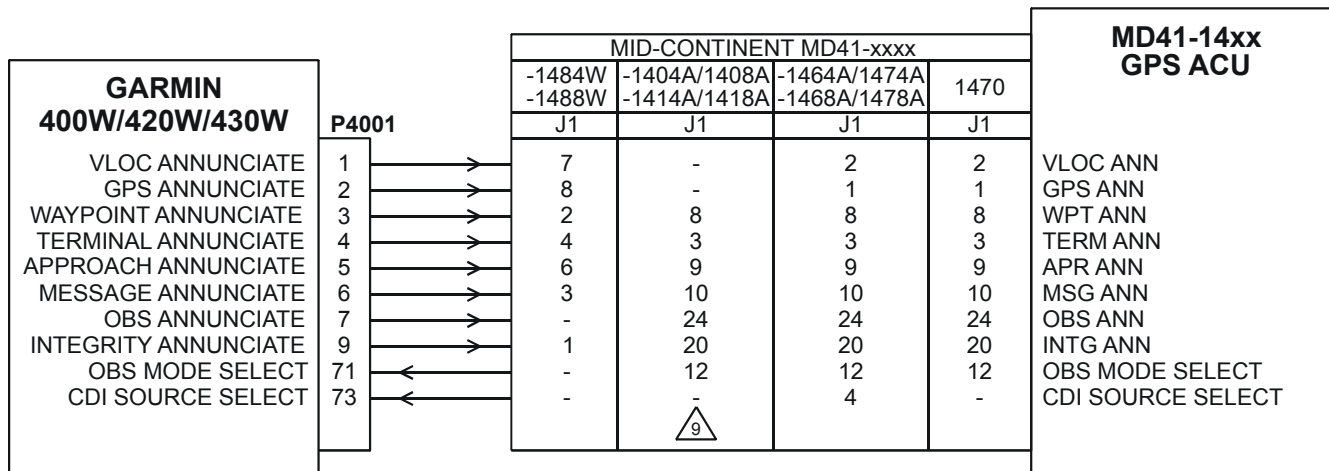 MID-CONTINENT MD41-xxxx
MD41-14xx
GPS ACU
GARMIN
400W/420W/430W
P4001
-1484W -1404A/1408A -1464A/1474A 1470
-1488W -1414A/1418A -1468A/1478A
J1 J1 J1 J1
VLOC ANNUNCIATE 1 7 - 2 2 VLOC ANN
GPS ANNUNCIATE 2 8 - 1 1 GPS ANN
WAYPOINT ANNUNCIATE 3 2 8 8 8 WPT ANN
TERMINAL ANNUNCIATE 4 4 3 3 3 TERM ANN
APPROACH ANNUNCIATE 5 6 9 9 9 APR ANN
MESSAGE ANNUNCIATE 6 3 10 10 10 MSG ANN
OBS ANNUNCIATE 7 - 24 24 24 OBS ANN
INTEGRITY ANNUNCIATE 9 1 20 20 20 INTG ANN
OBS MODE SELECT 71 - 12 12 12 OBS MODE SELECT
CDI SOURCE SELECT 73 - - 4 - CDI SOURCE SELECT
9